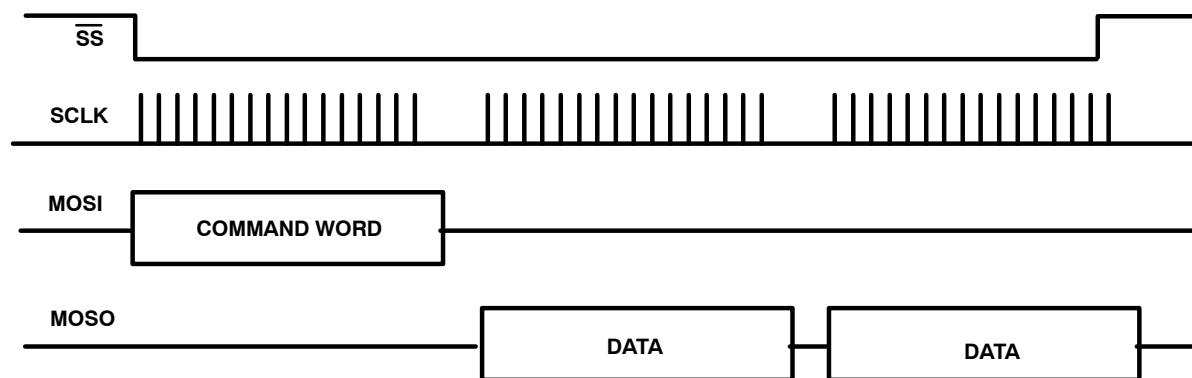 SS
SCLK
MOSI
COMMAND WORD
MOSO
DATA
DATA